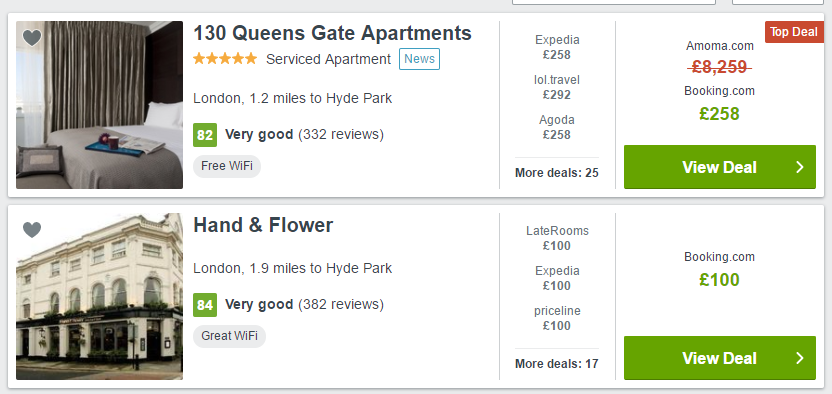 130 Queens Gate Apartments
Serviced Apartment News
London, 1.2 miles to Hyde Park
82 Very good (332 reviews)
Free WiFi
Expedia
£258
lol.travel
£292
Agoda
£258
More deals: 25
Top Deal
Amoma.com
£8,259
Booking.com
£258
View Deal
Hand & Flower
London, 1.9 miles to Hyde Park
84 Very good (382 reviews)
Great WiFi
LateRooms
£100
Expedia
£100
priceline
£100
More deals: 17
Booking.com
£100
View Deal